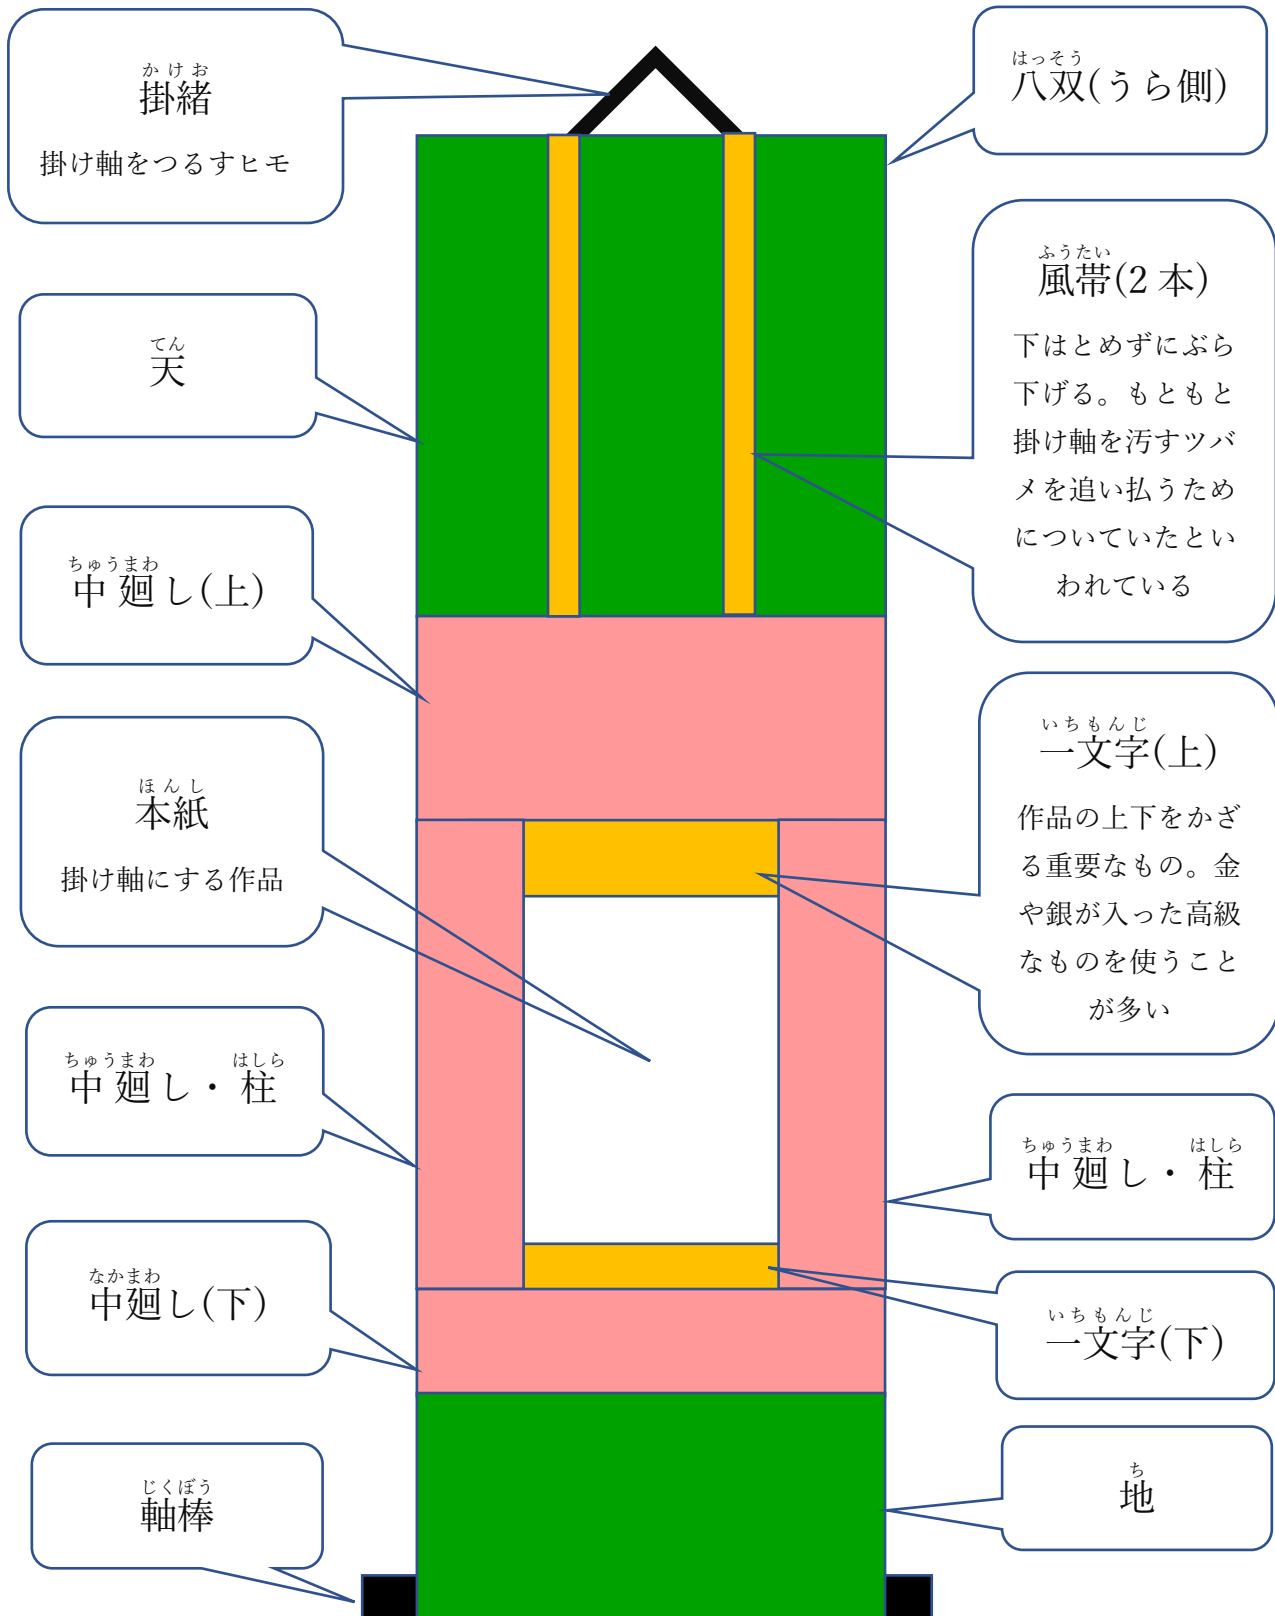 掛緒
かけお
掛け軸をつるすヒモ
八双(うら側)
はっそう
風帯(2 本)
ふうたい
下はとめずにぶら
下げる。もともと
掛け軸を汚すツバ
メを追い払うため
についていたとい
われている
天
てん
中廻し(上)
ちゅうまわ
本紙
ほんし
掛け軸にする作品
一文字(上)
いちもんじ
作品の上下をかざ
る重要なもの。金
や銀が入った高級
なものを使うこと
が多い
中廻し・柱
ちゅうまわ はしら
中廻し・柱
ちゅうまわ はしら
中廻し(下)
なかまわ
一文字(下)
いちもんじ
軸棒
じくぼう
地
ち